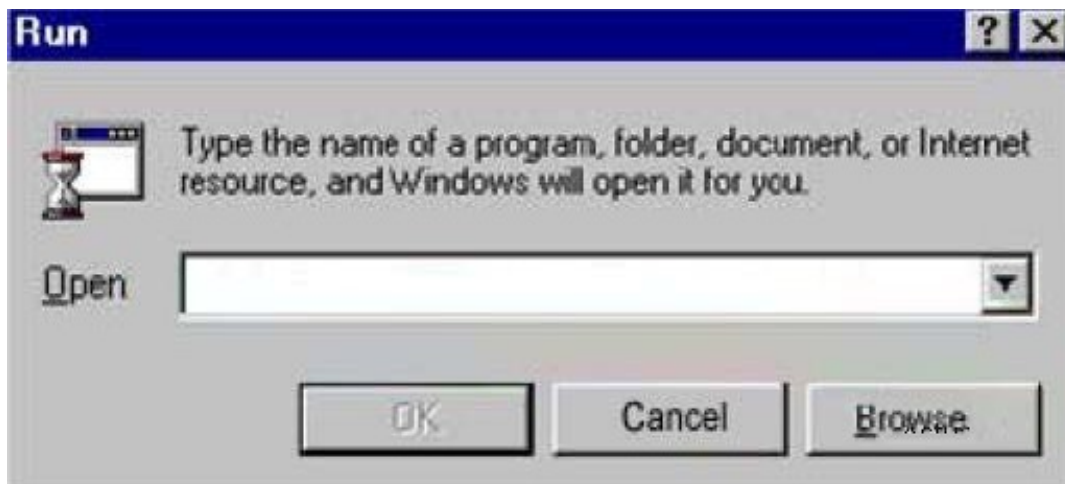 Run
?
Type the name of a program, folder, document, or Internet
resource, and Windows will open it for you.
Open
OK
Cancel
Browse...